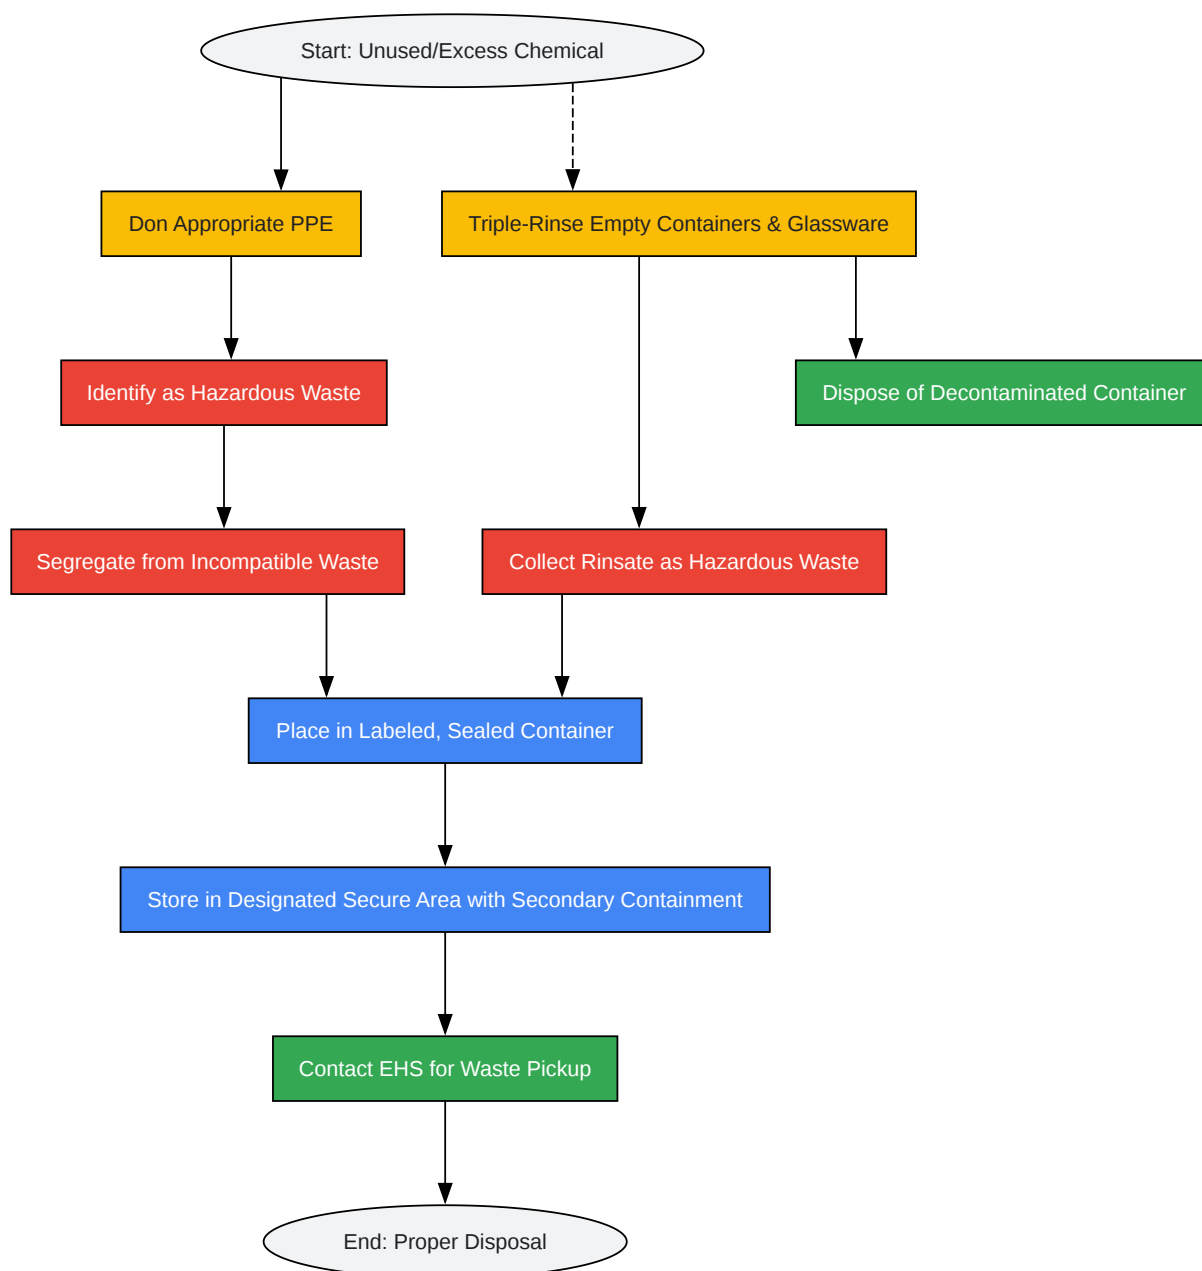 Start: Unused/Excess Chemical
Don Appropriate PPE
Triple-Rinse Empty Containers & Glassware
Identify as Hazardous Waste
Dispose of Decontaminated Container
Segregate from Incompatible Waste
Collect Rinsate as Hazardous Waste
Place in Labeled, Sealed Container
Store in Designated Secure Area with Secondary Containment
Contact EHS for Waste Pickup
End: Proper Disposal